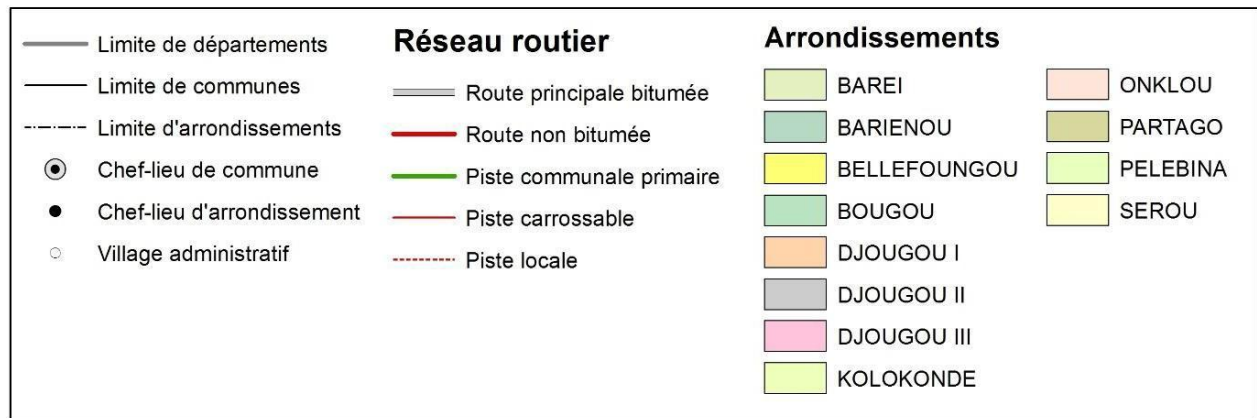 Limite de départements
Limite de communes
Limite d'arrondissements
Chef-lieu de commune
Chef-lieu d'arrondissement
Village administratif
Réseau routier
Route principale bitumée
Route non bitumée
Piste communale primaire
Piste carrossable
Piste locale
Arrondissements
BAREI
BARIENOU
BELLEFOUNGOU
BOUGOU
DJOUGOU I
DJOUGOU II
DJOUGOU III
KOLOKONDE
ONKLOU
PARTAGO
PELEBINA
SEROU